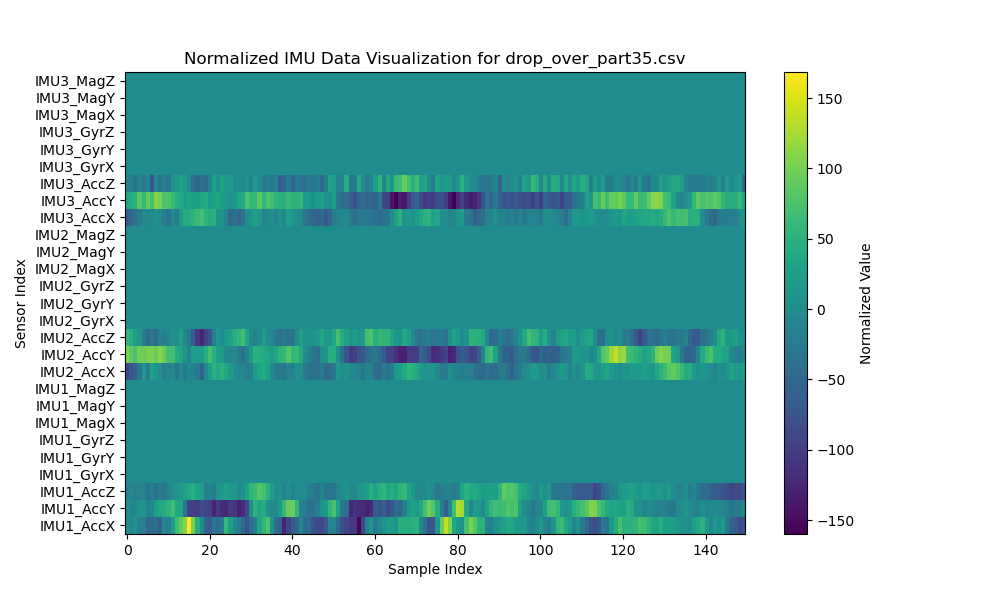 Normalized IMU Data Visualization for drop_over_part35.csv
IMU3_MagZ
IMU3_MagY
IMU3_MagX
IMU3_GyrZ
IMU3_GyrY
IMU3_GyrX
IMU3_AccZ
IMU3_AccY
IMU3_AccX
IMU2_MagZ
IMU2_MagY
IMU2_MagX
IMU2_GyrZ
IMU2_GyrY
IMU2_GyrX
IMU2_AccZ
IMU2_AccY
IMU2_AccX
IMU1_MagZ
IMU1_MagY
IMU1_MagX
IMU1_GyrZ
IMU1_GyrY
IMU1_GyrX
IMU1_AccZ
IMU1_AccY
IMU1_AccX
Sensor Index
0 20 40 60 80 100 120 140
Sample Index
150
100
50
0
−50
−100
−150
Normalized Value